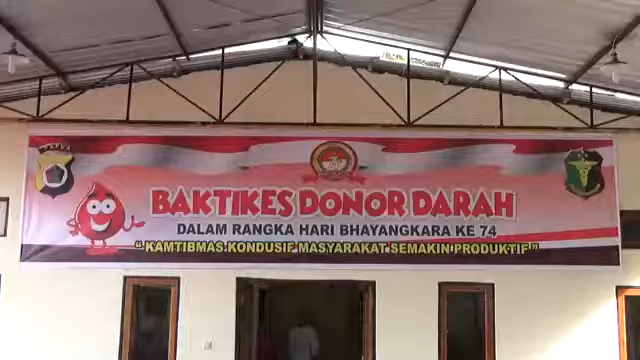 BAKTIKES DONOR DARAH
DALAM RANGKA HARI BHAYANGKARA KE 74
" KAMTIBMAS KONDUSIF MASYARAKAT SEMAKIN PRODUKTIF "